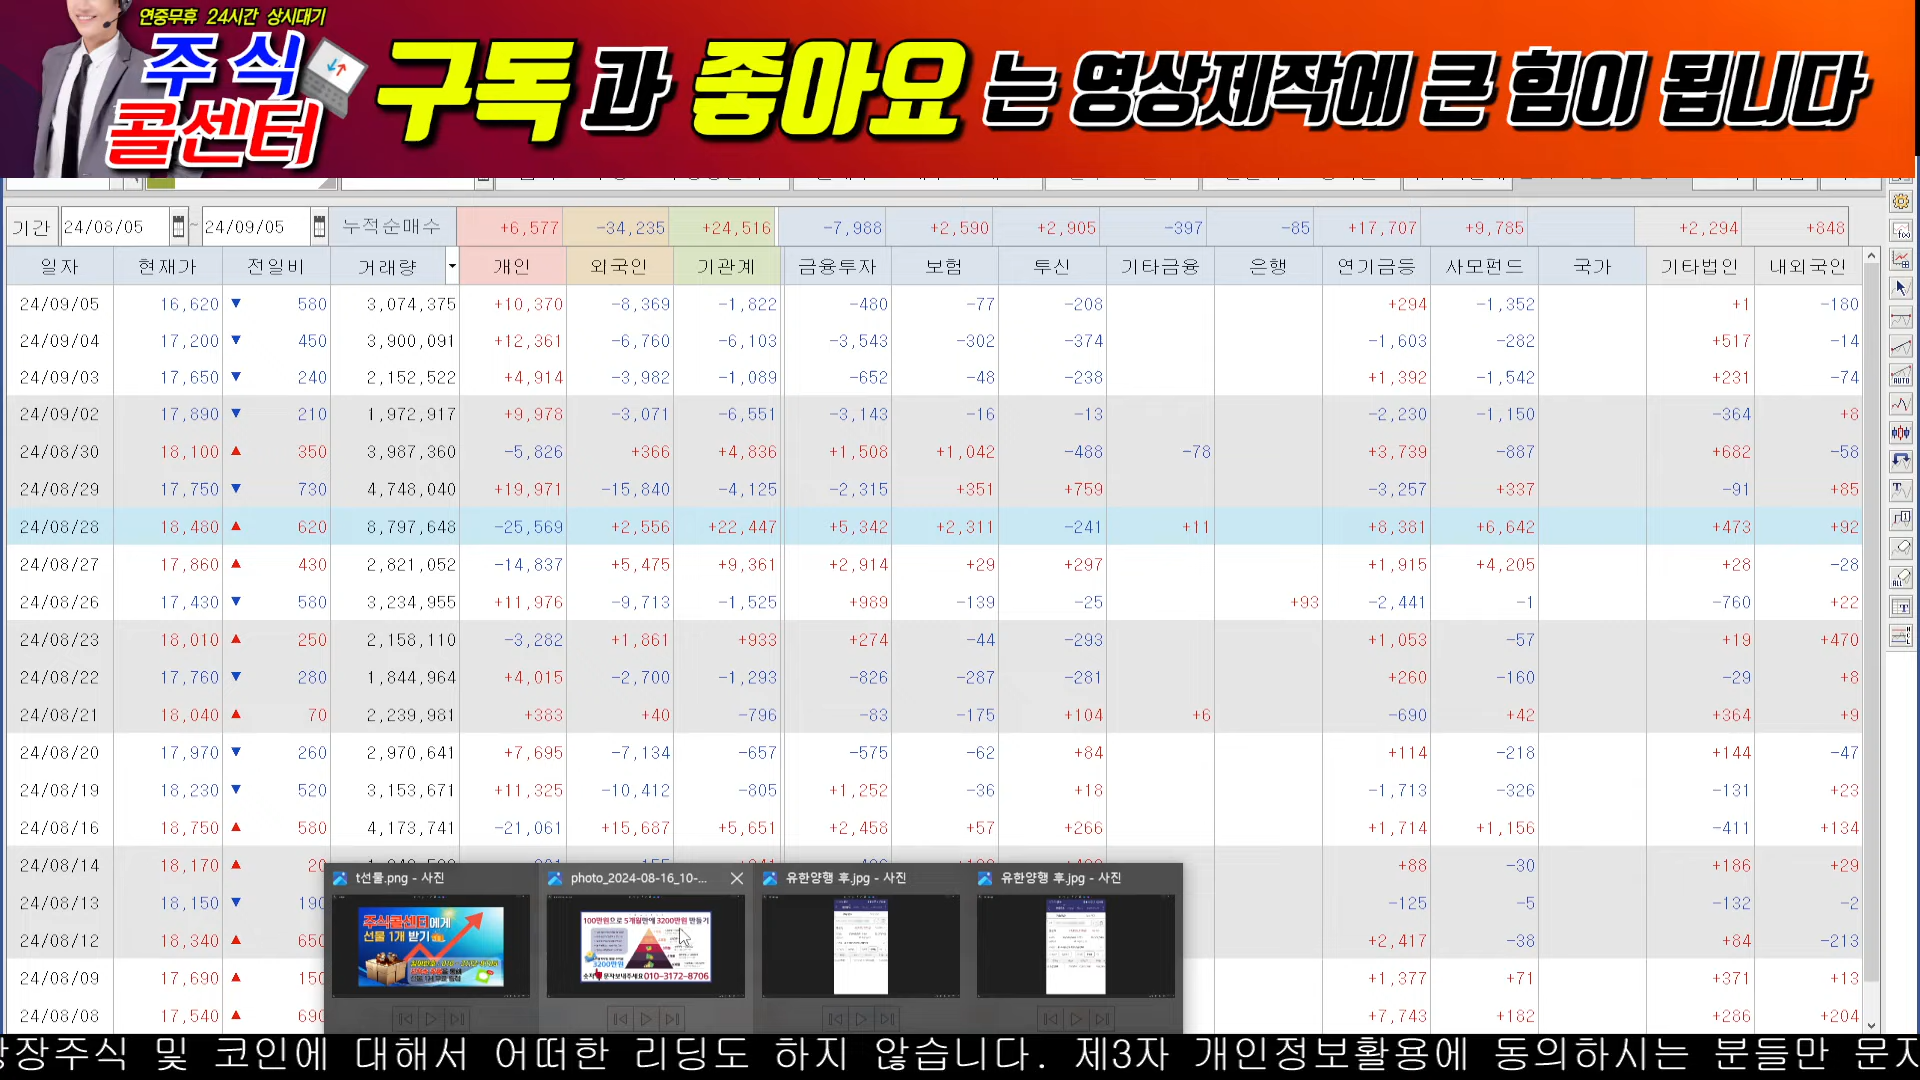 연중무휴 24시간 상시대기
주식
콜센터
구독과 좋아요는 영상제작에 큰 힘이 됩니다
기간 24/08/05 ~ 24/09/05 누적순매수 +6,577 -34,235 +24,516 -7,988 +2,590 +2,905 -397 -85 +17,707 +9,785 +2,294 +848
일자 현재가 전일비 거래량 개인 외국인 기관계 금융투자 보험 투신 기타금융 은행 연기금등 사모펀드 국가 기타법인 내외국인
24/09/05 16,620 ▼ 580 3,074,375 +10,370 -8,369 -1,822 -480 -77 -208 +294 -1,352 +1 -180
24/09/04 17,200 ▼ 450 3,900,091 +12,361 -6,760 -6,103 -3,543 -302 -374 -1,603 -282 +517 -14
24/09/03 17,650 ▼ 240 2,152,522 +4,914 -3,982 -1,089 -652 -48 -238 +1,392 -1,542 +231 -74
24/09/02 17,890 ▼ 210 1,972,917 +9,978 -3,071 -6,551 -3,143 -16 -13 -2,230 -1,150 -364 +8
24/08/30 18,100 ▲ 350 3,987,360 -5,826 +366 +4,836 +1,508 +1,042 -488 -78 +3,739 -887 +682 -58
24/08/29 17,750 ▼ 730 4,748,040 +19,971 -15,840 -4,125 -2,315 +351 +759 -3,257 +337 -91 +85
24/08/28 18,480 ▲ 620 8,797,648 -25,569 +2,556 +22,447 +5,342 +2,311 -241 +11 +8,381 +6,642 +473 +92
24/08/27 17,860 ▲ 430 2,821,052 -14,837 +5,475 +9,361 +2,914 +29 +297 +1,915 +4,205 +28 -28
24/08/26 17,430 ▼ 580 3,234,955 +11,976 -9,713 -1,525 +989 -139 -25 +93 -2,441 -1 -760 +22
24/08/23 18,010 ▲ 250 2,158,110 -3,282 +1,861 +933 +274 -44 -293 +1,053 -57 +19 +470
24/08/22 17,760 ▼ 280 1,844,964 +4,015 -2,700 -1,293 -826 -287 -281 +260 -160 -29 +8
24/08/21 18,040 ▲ 70 2,239,981 +383 +40 -796 -83 -175 +104 +6 -690 +42 +364 +9
24/08/20 17,970 ▼ 260 2,970,641 +7,695 -7,134 -657 -575 -62 +84 +114 -218 +144 -47
24/08/19 18,230 ▼ 520 3,153,671 +11,325 -10,412 -805 +1,252 -36 +18 -1,713 -326 -131 +23
24/08/16 18,750 ▲ 580 4,173,741 -21,061 +15,687 +5,651 +2,458 +57 +266 +1,714 +1,156 -411 +134
24/08/14 18,170 ▲ 20 +88 -30 +186 +29
24/08/13 18,150 ▼ 190 -125 -5 -132 -2
24/08/12 18,340 ▲ 650 +2,417 -38 +84 -213
24/08/09 17,690 ▲ 150 +1,377 +71 +371 +13
24/08/08 17,540 ▲ 690 +7,743 +182 +286 +204
t선물.png - 사진
photo_2024-08-16_10-...
유한양행 후.jpg - 사진
유한양행 후.jpg - 사진
주식콜센터에게
선물 1개 받기
100만원으로 5개월만에 3200만원 만들기
3200만원
문자보내주세요 010-3172-8706
장주식 및 코인에 대해서 어떠한 리딩도 하지 않습니다. 제3자 개인정보활용에 동의하시는 분들만 문자